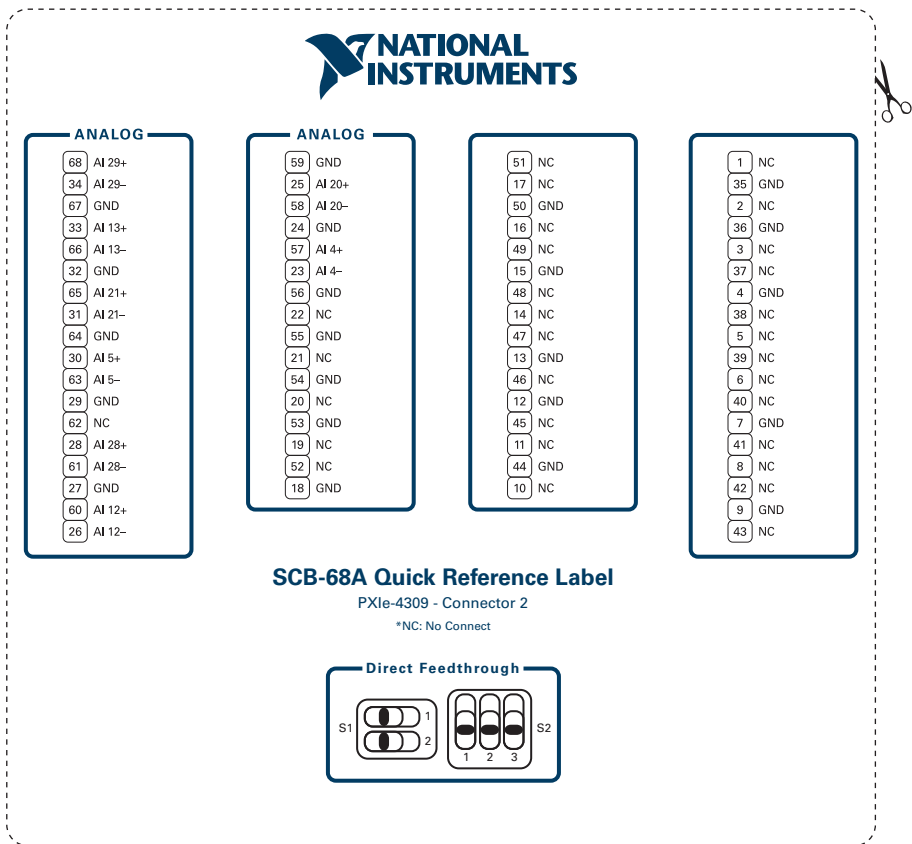 NATIONAL
INSTRUMENTS
ANALOG
68 AI 29+
34 AI 29–
67 GND
33 AI 13+
66 AI 13–
32 GND
65 AI 21+
31 AI 21–
64 GND
30 AI 5+
63 AI 5–
29 GND
62 NC
28 AI 28+
61 AI 28–
27 GND
60 AI 12+
26 AI 12–
ANALOG
59 GND
25 AI 20+
58 AI 20–
24 GND
57 AI 4+
23 AI 4–
56 GND
22 NC
55 GND
21 NC
54 GND
20 NC
53 GND
19 NC
52 NC
18 GND
51 NC
17 NC
50 GND
16 NC
49 NC
15 GND
48 NC
14 NC
47 NC
13 GND
46 NC
12 GND
45 NC
11 NC
44 GND
10 NC
1 NC
35 GND
2 NC
36 GND
3 NC
37 NC
4 GND
38 NC
5 NC
39 NC
6 NC
40 NC
7 GND
41 NC
8 NC
42 NC
9 GND
43 NC
SCB-68A Quick Reference Label
PXIe-4309 - Connector 2
*NC: No Connect
Direct Feedthrough
S1
1
2
1 2 3
S2